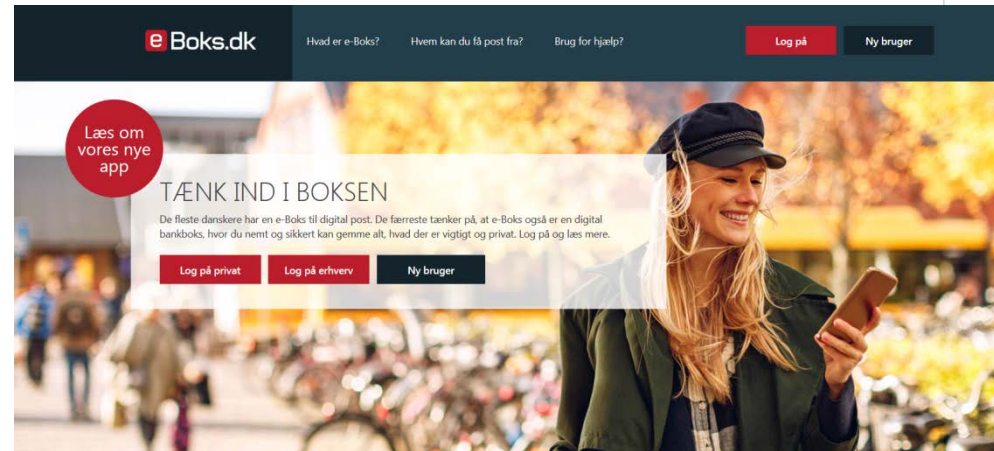 e Boks.dk
Hvad er e-Boks?
Hvem kan du få post fra?
Brug for hjælp?
Log på
Ny bruger
Læs om
vores nye
app
TÆNK IND I BOKSEN
De fleste danskere har en e-Boks til digital post. De færreste tænker på, at e-Boks også er en digital
bankboks, hvor du nemt og sikkert kan gemme alt, hvad der er vigtigt og privat. Log på og læs mere.
Log på privat
Log på erhverv
Ny bruger